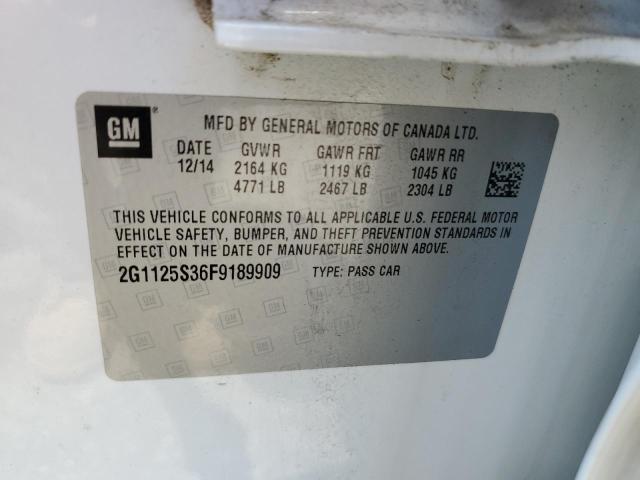 GM®
MFD BY GENERAL MOTORS OF CANADA LTD.
DATE GVWR GAWR FRT GAWR RR
12/14 2164 KG 1119 KG 1045 KG
4771 LB 2467 LB 2304 LB
THIS VEHICLE CONFORMS TO ALL APPLICABLE U.S. FEDERAL MOTOR
VEHICLE SAFETY, BUMPER, AND THEFT PREVENTION STANDARDS IN
EFFECT ON THE DATE OF MANUFACTURE SHOWN ABOVE.
2G1125S36F9189909 TYPE: PASS CAR